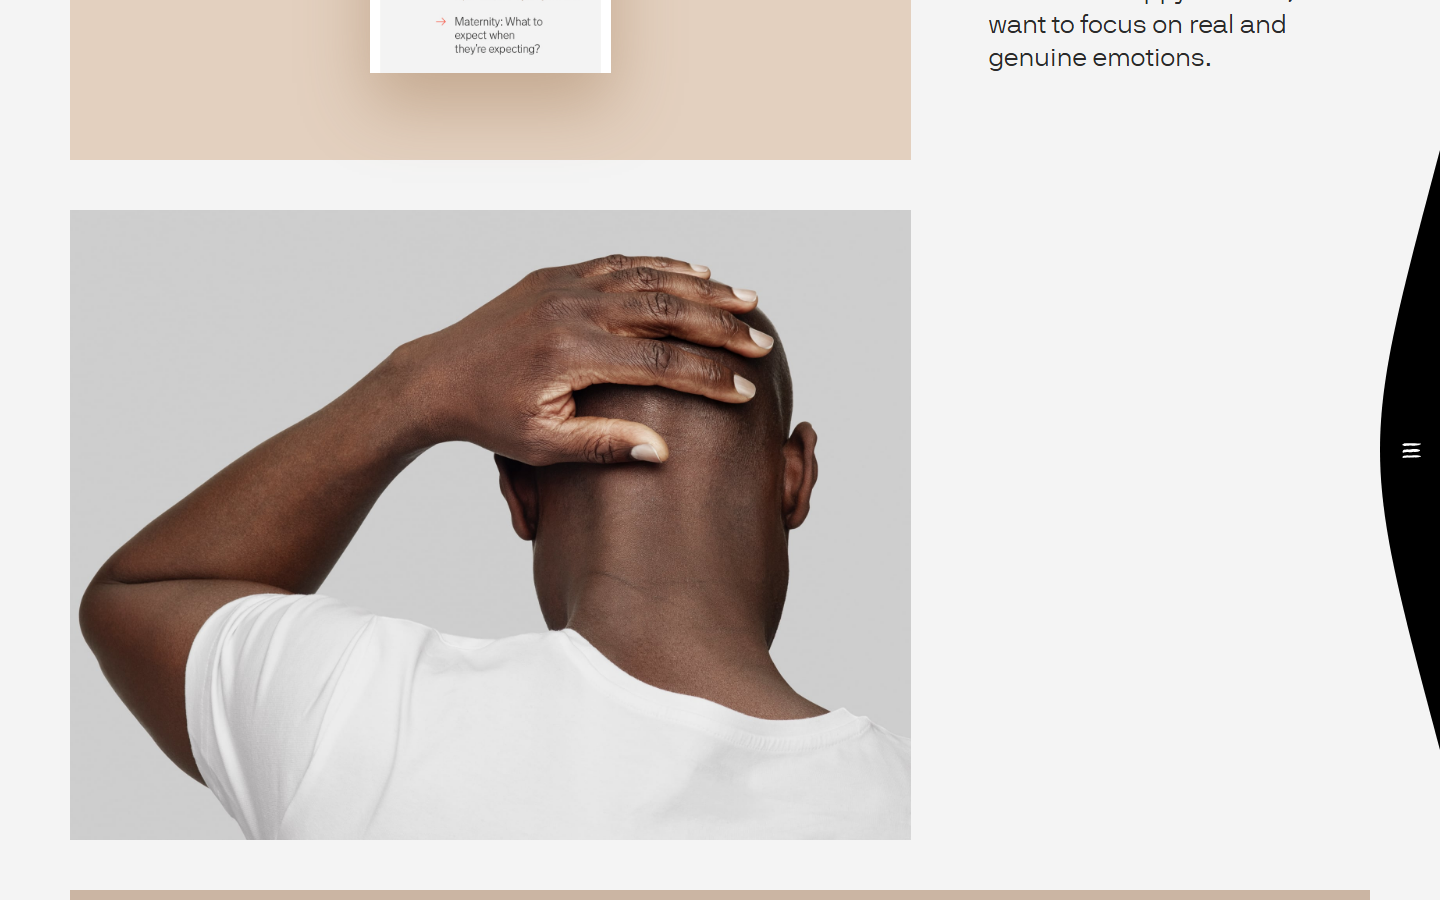 Maternity: What to
expect when
they're expecting?
want to focus on real and
genuine emotions.